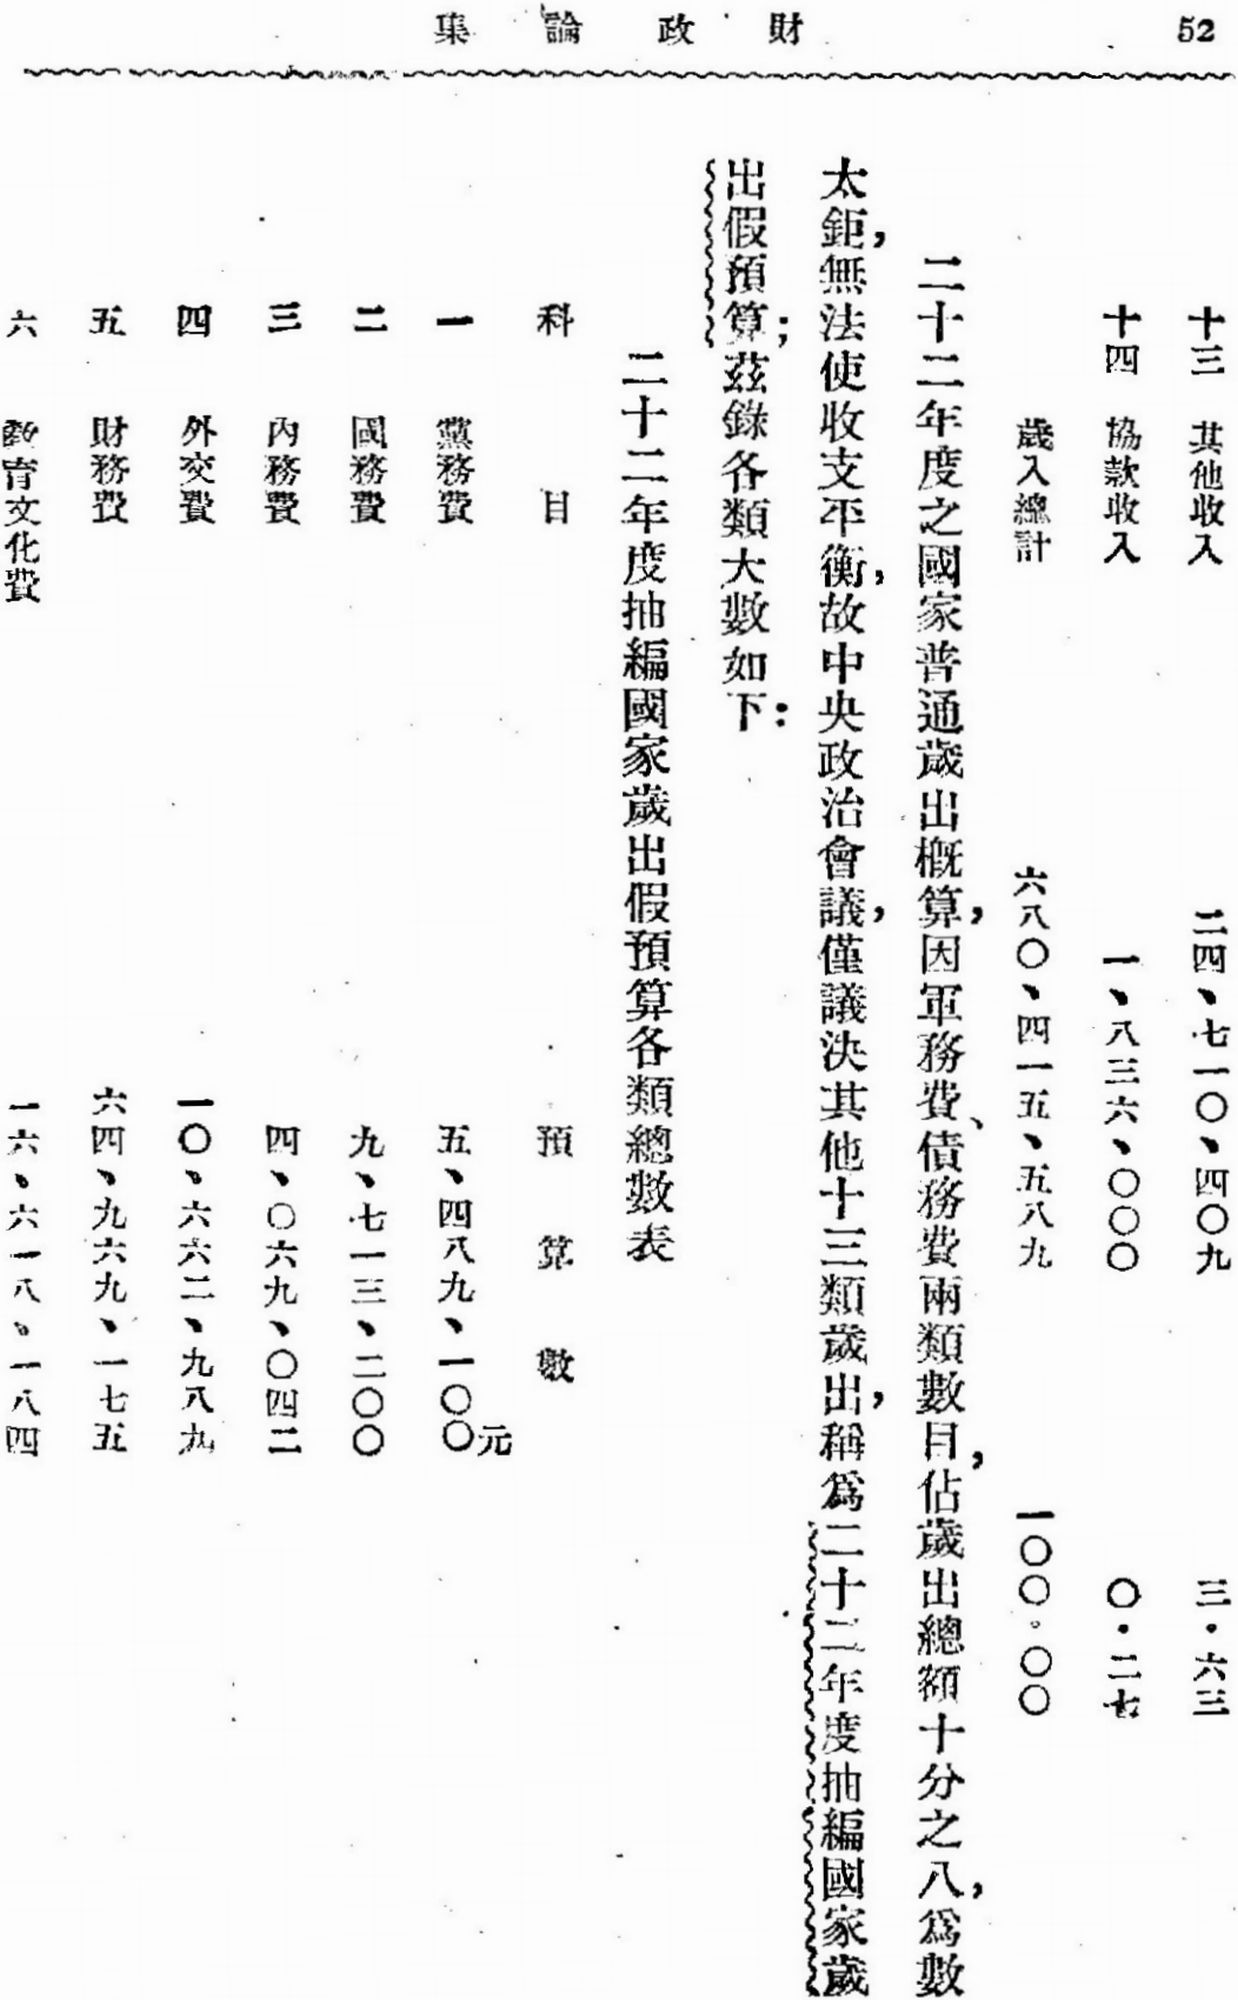 財政論集
52
十三 其他收入 二四、七一〇、四〇九 三・六三
十四 協款收入 一、八三六、〇〇〇 〇・二七
歲入總計 六八〇、四一五、五八九 一〇〇。〇〇
二十二年度之國家普通歲出概算，因軍務費、債務費兩類數目，佔歲出總額十分之八，爲數
太鉅，無法使收支平衡，故中央政治會議，僅議決其他十三類歲出，稱爲二十二年度抽編國家歲
出假預算；茲錄各類大數如下：
二十二年度抽編國家歲出假預算各類總數表
科目 預算數
一 黨務費 五、四八九、一〇〇元
二 國務費 九、七一三、二〇〇
三 內務費 四、〇六九、〇四二
四 外交費 一〇、六六二、九八九
五 財務費 六四、九六九、一七五
六 教育文化費 一六、六一八。一八四